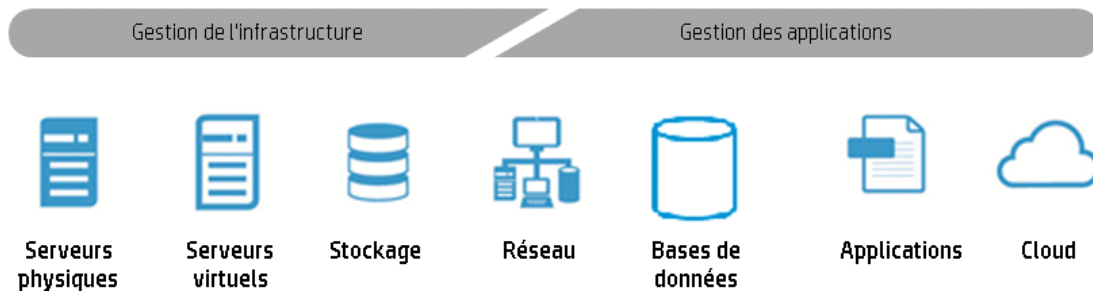 Gestion de l'infrastructure
Gestion des applications
Serveurs
physiques
Serveurs
virtuels
Stockage
Réseau
Bases de
données
Applications
Cloud